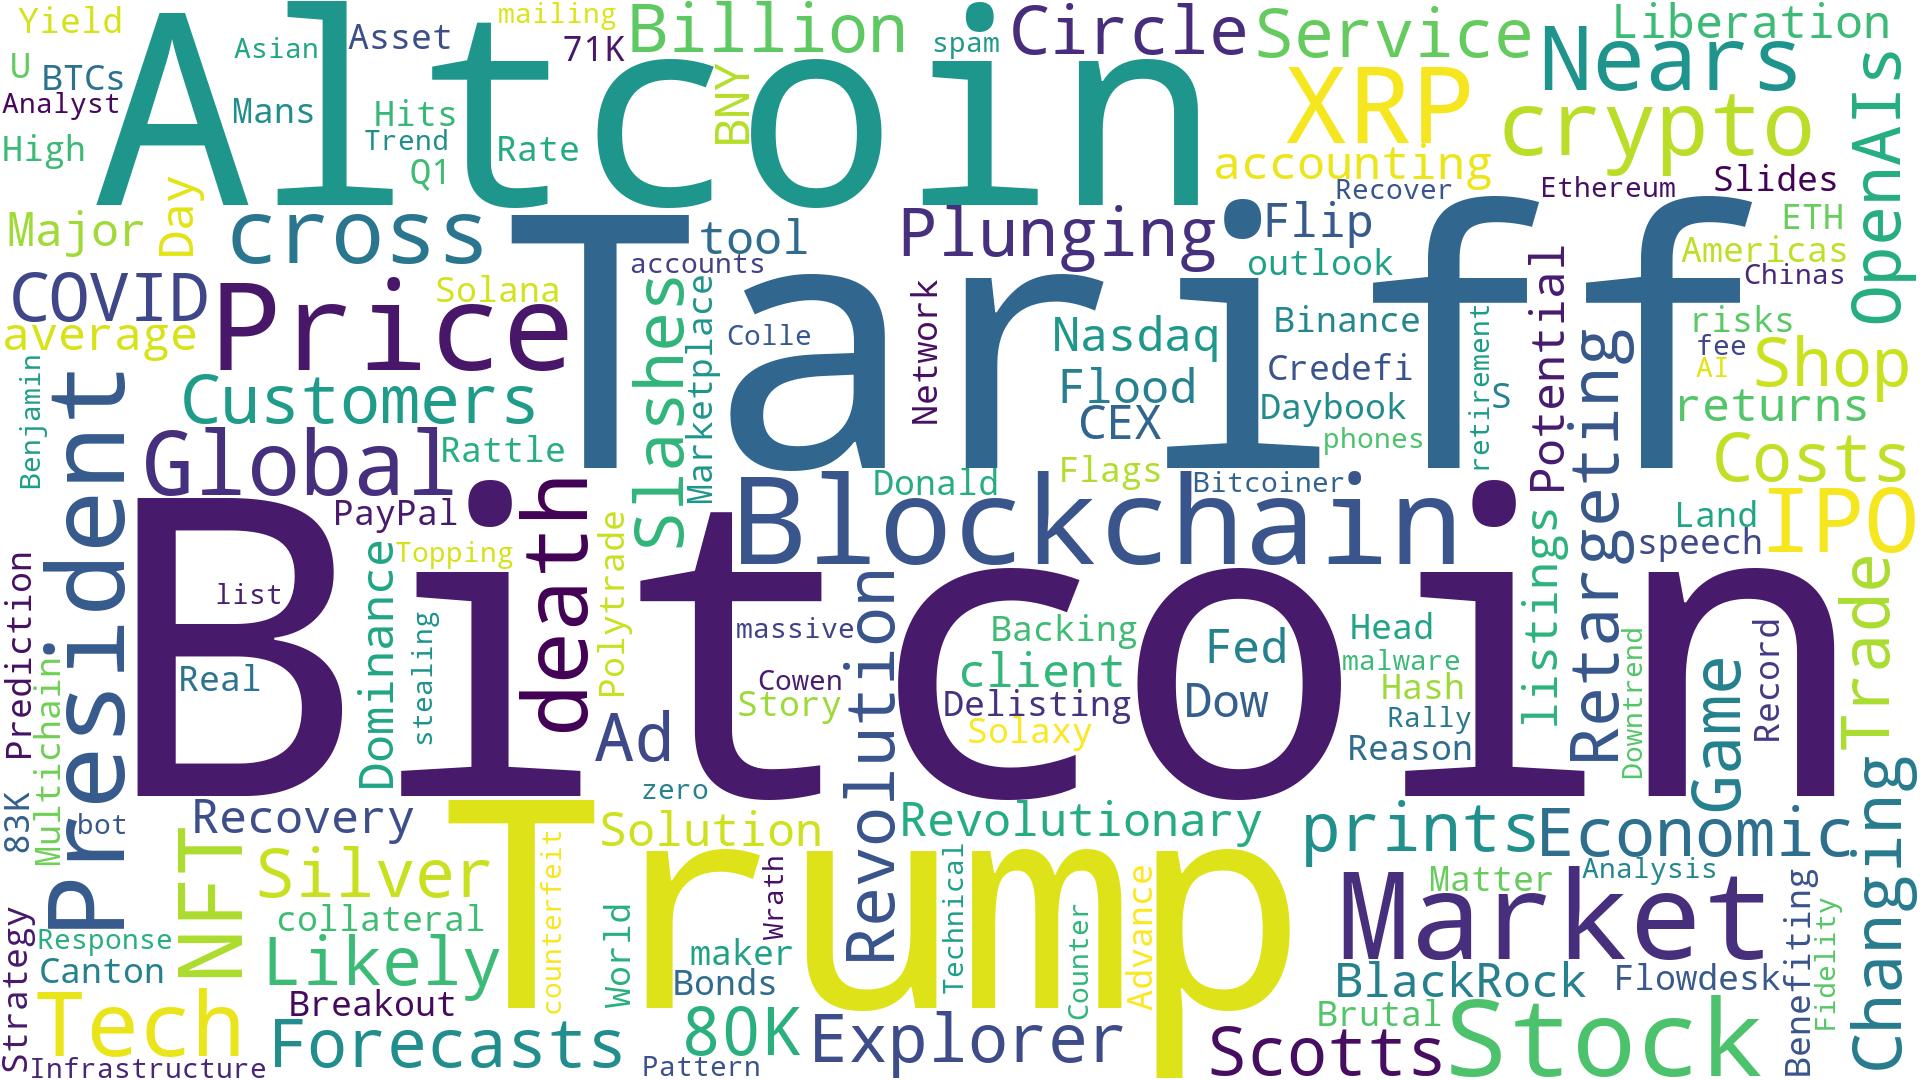 Yield
mailing
Billion
spam
Circle
Service
Liberation
Asian
Asset
71K
Nears
U
BTCs
Altcoin
XRP
Analyst
Mans
Hits
BNY
crypto
OpenAIs
High
Trend
Rate
Q1
accounting
Recover
Ethereum
Slides
Major
Day
cross
Tariff
tool
Plunging
Flip
ETH
Americas
accounts
outlook
Chinas
COVID
Price
Solana
Slashes
Marketplace
Network
Nasdaq
Binance
retirement
Potential
Retargeting
risks
average
Colle
fee
AI
Shop
Benjamin
President
Customers
Flood
Credefi
S
CEX
Daybook
returns
Global
Rattle
phones
Costs
Donald
Flags
Bitcoiner
PayPal
death
Blockchain
listings
Land
speech
IPO
Prediction
Bitcoin
Dominance
Topping
Polytrade
Trade
list
stealing
Revolution
massive
Backing
Fed
Head
Downtrend
Record
Multichain
Real
Cowen
client
malware
Game
Story
Delisting
Dow
Hash
Solaxy
Rally
Ad
Reason
zero
83K
bot
Recovery
Trump
Solution
Revolutionary
prints
Economic
Changing
NFT
Silver
counterfeit
Wrath
Technical
Advance
Matter
Analysis
Market
Benefiting
Fidelity
Strategy
collateral
World
Counter
Response
Canton
Likely
maker
Bonds
BlackRock
Flowdesk
Tech
Breakout
80K
Explorer
Brutal
Stock
Forecasts
Scotts
Infrastructure
Pattern